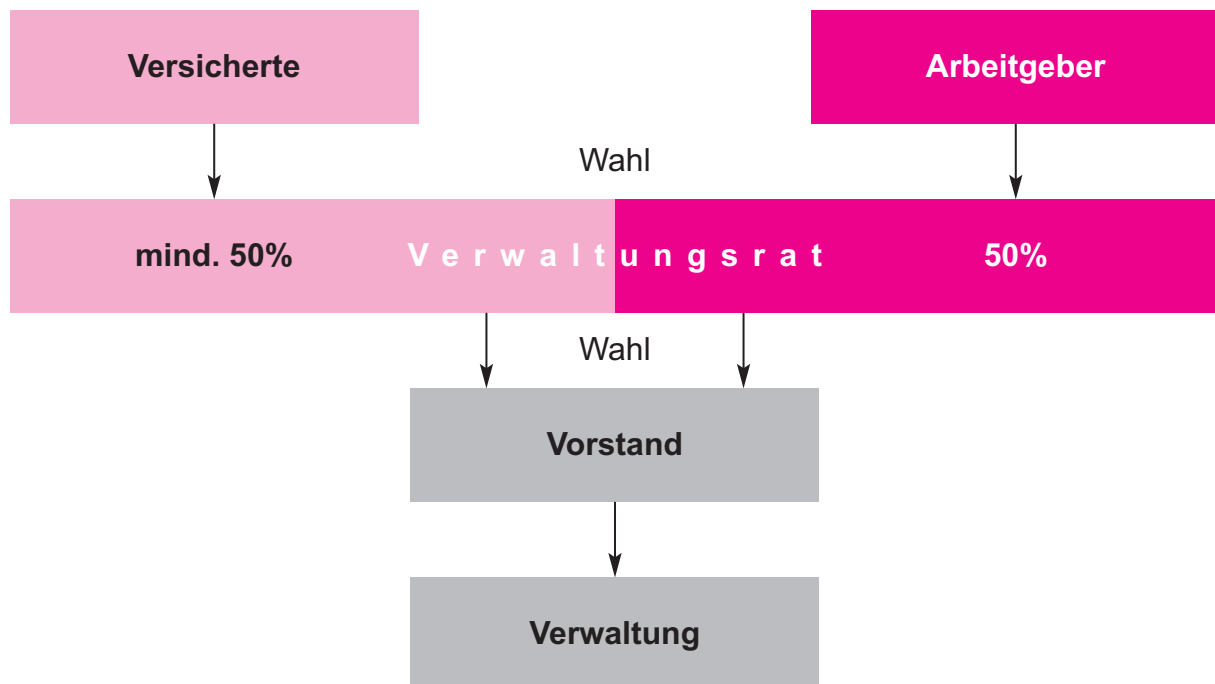 Versicherte
Arbeitgeber
Wahl
mind. 50% Verwaltungsrat 50%
Wahl
Vorstand
Verwaltung